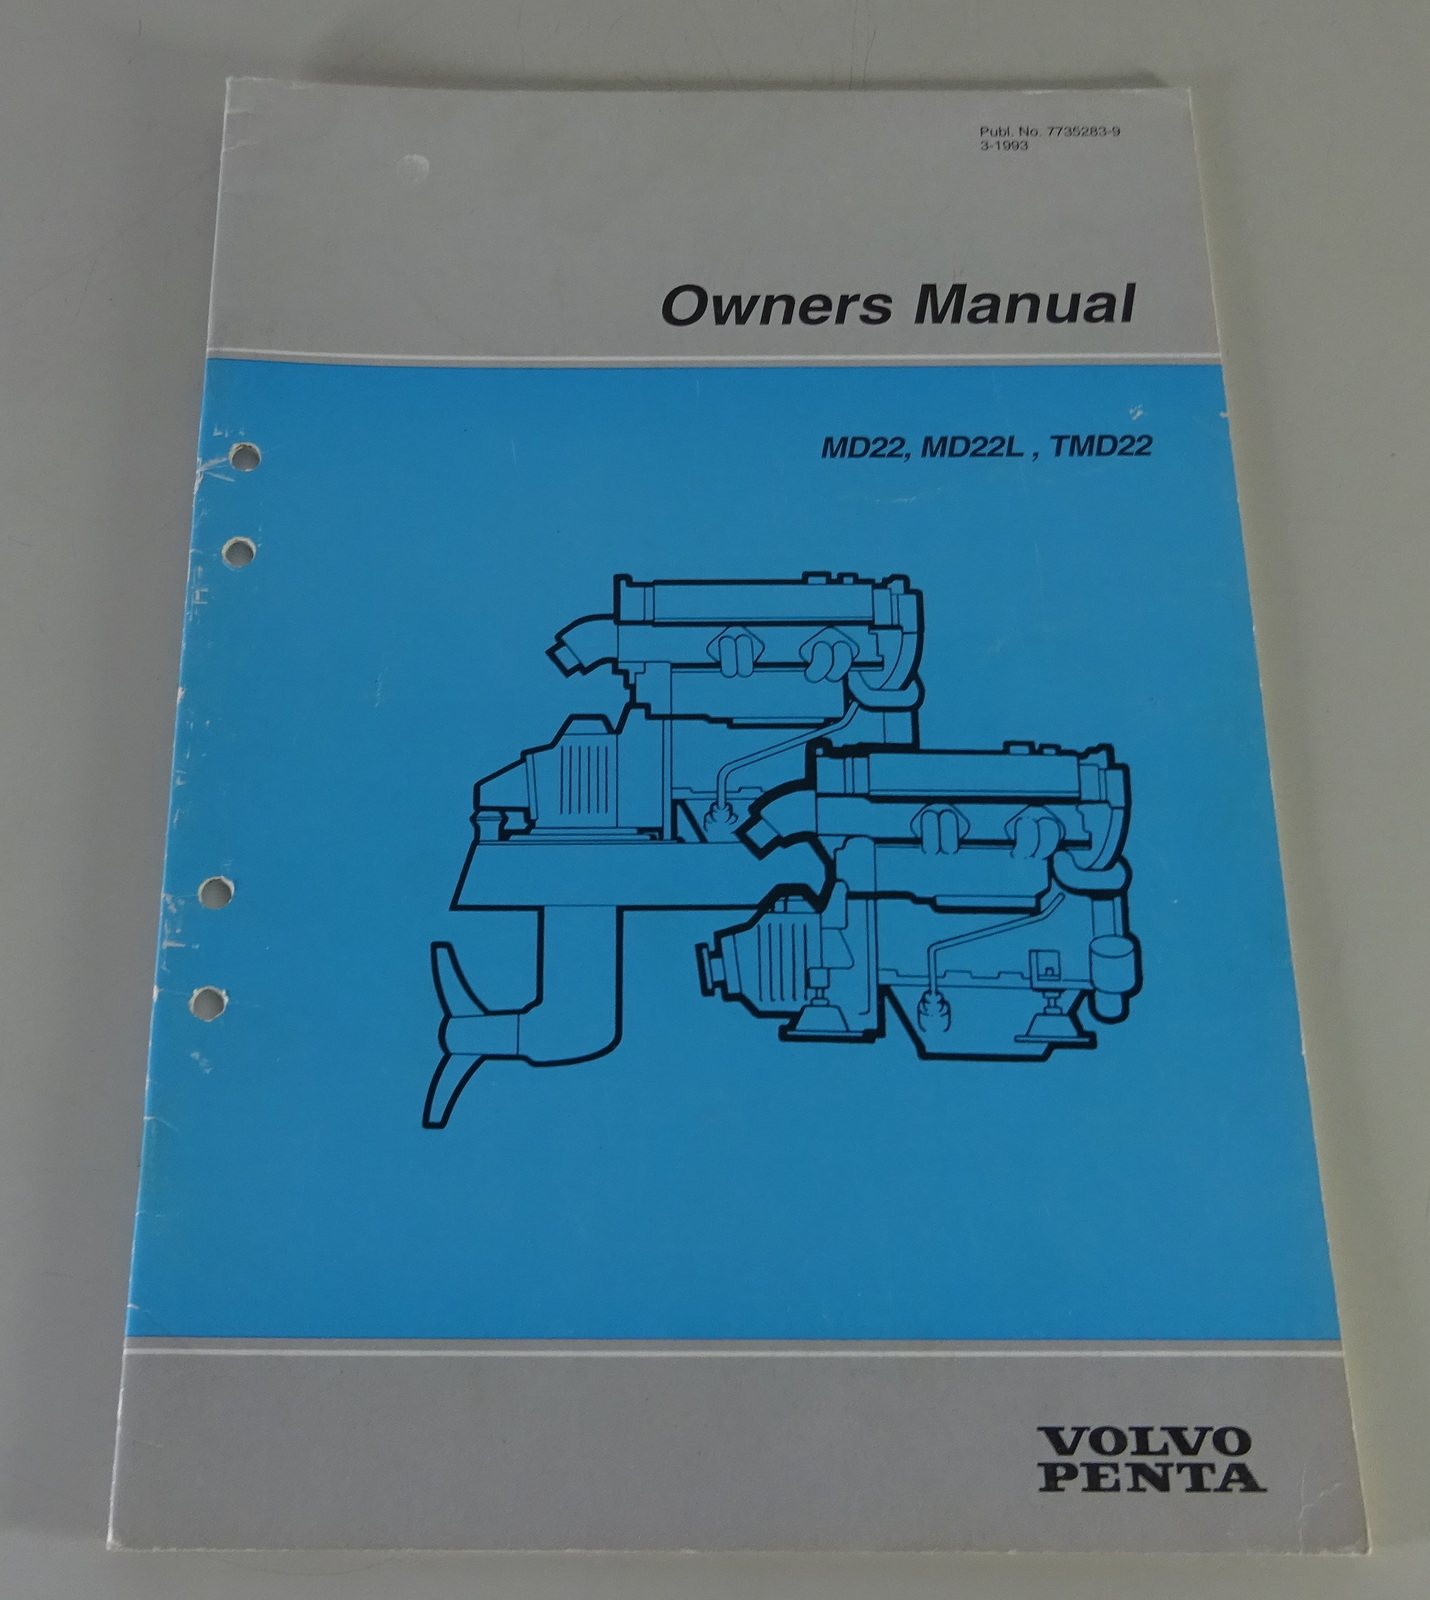 Publ. No. 7735283-9
3-1993
Owners Manual
MD22, MD22L , TMD22
VOLVO
PENTA